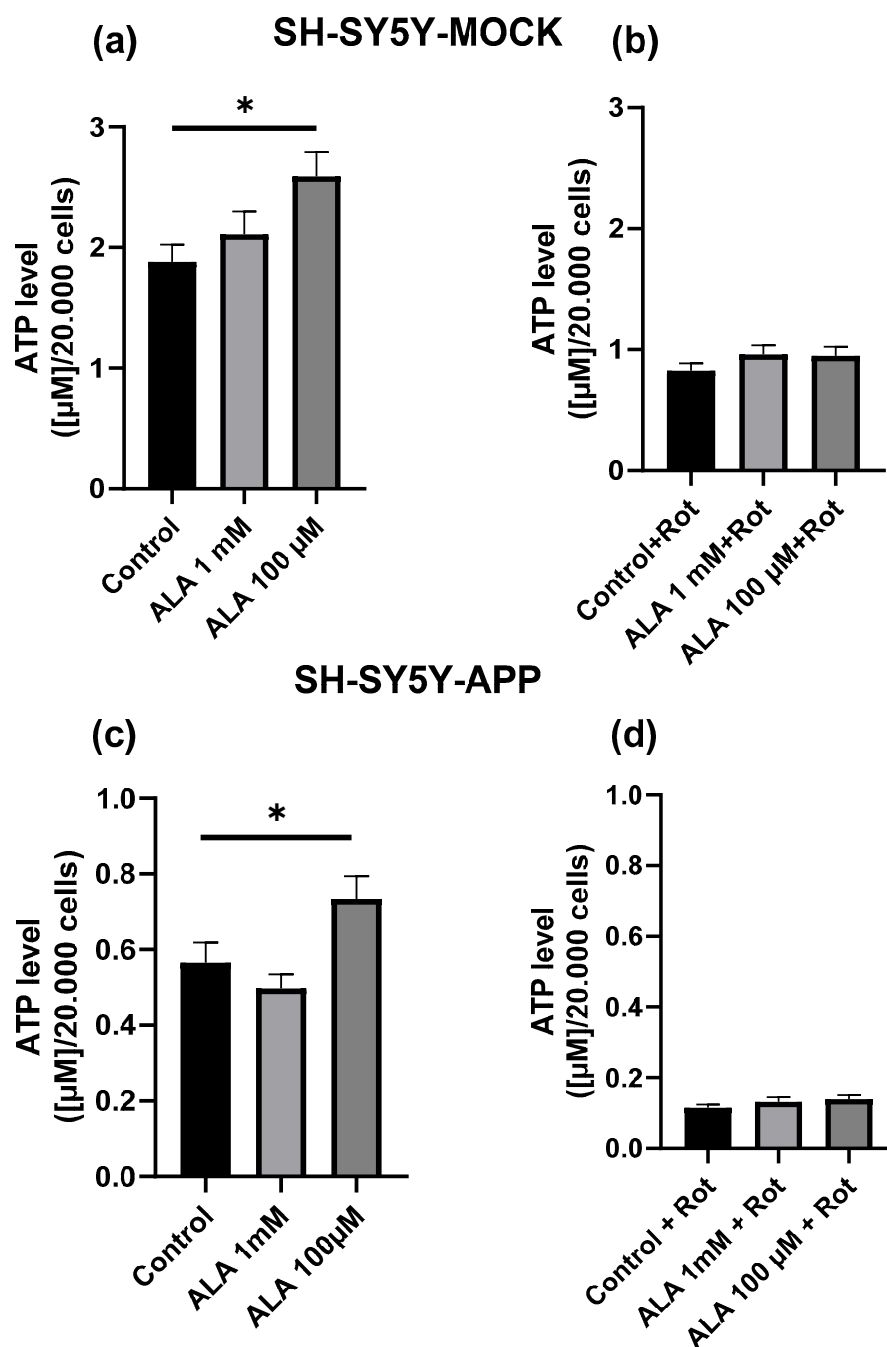 SH-SY5Y-MOCK
(a)
*
ATP level
([µM]/20.000 cells)
3
2
1
0
Control
ALA 1 mM
ALA 100 µM
(b)
ATP level
([µM]/20.000 cells)
3
2
1
0
Control+Rot
ALA 1 mM+Rot
ALA 100 µM+Rot
SH-SY5Y-APP
(c)
*
ATP level
([µM]/20.000 cells)
1.0
0.8
0.6
0.4
0.2
0.0
Control
ALA 1mM
ALA 100µM
(d)
ATP level
([µM]/20.000 cells)
1.0
0.8
0.6
0.4
0.2
0.0
Control + Rot
ALA 1mM + Rot
ALA 100 µM + Rot